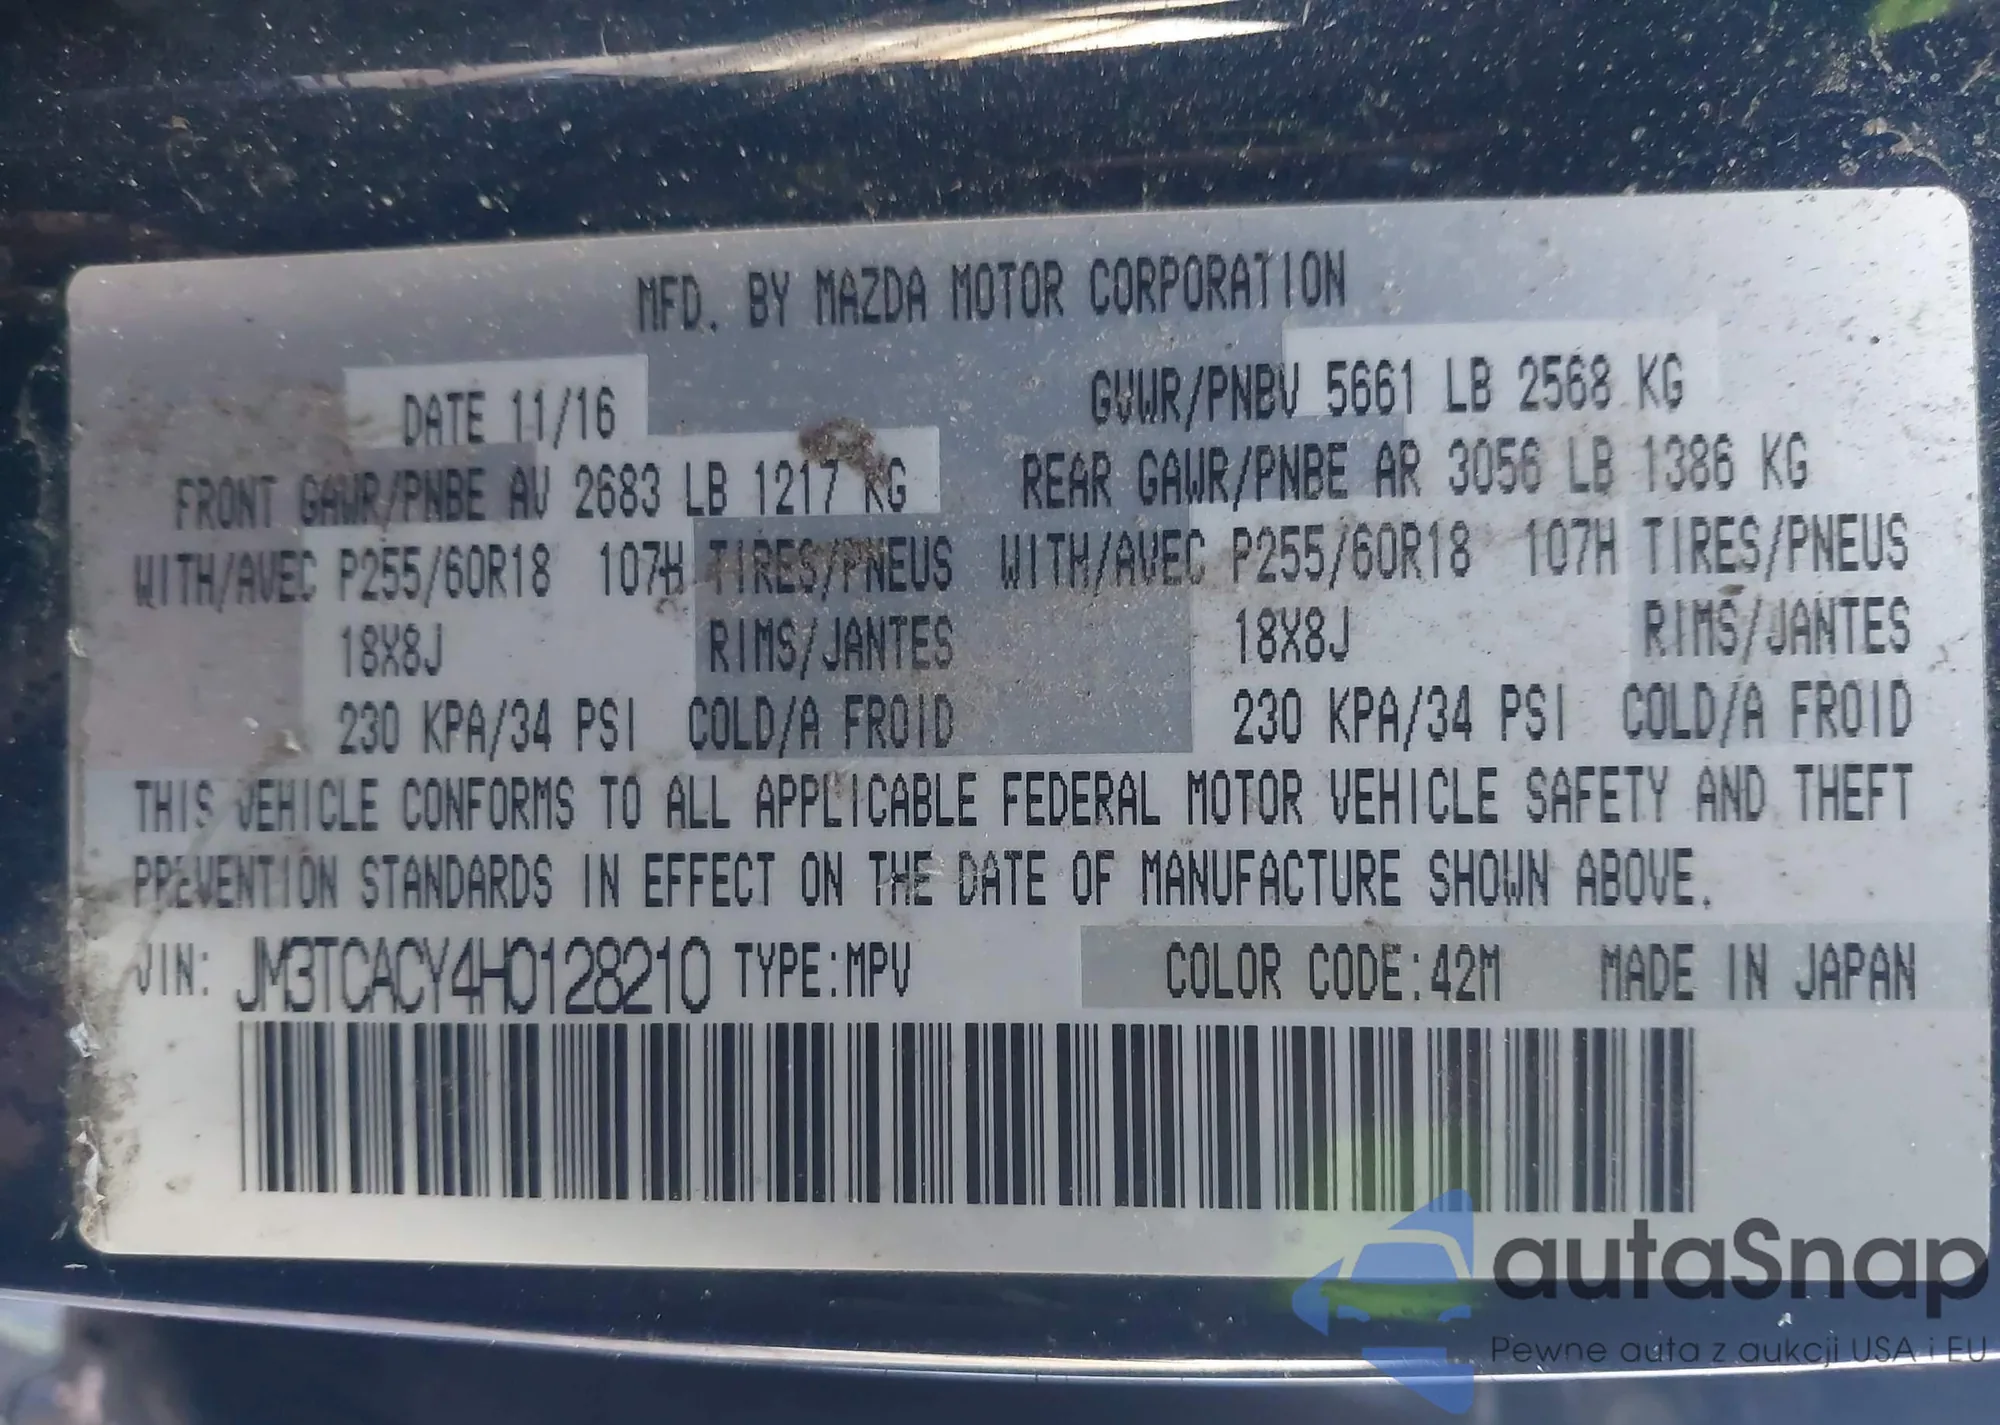 MFD. BY MAZDA MOTOR CORPORATION
DATE 11/16 GVWR/PNBV 5661 LB 2568 KG
FRONT GAWR/PNBE AV 2683 LB 1217 KG REAR GAWR/PNBE AR 3056 LB 1386 KG
WITH/AVEC P255/60R18 107H TIRES/PNEUS WITH/AVEC P255/60R18 107H TIRES/PNEUS
18X8J RIMS/JANTES 18X8J RIMS/JANTES
230 KPA/34 PSI COLD/A FROID 230 KPA/34 PSI COLD/A FROID
THIS VEHICLE CONFORMS TO ALL APPLICABLE FEDERAL MOTOR VEHICLE SAFETY AND THEFT
PREVENTION STANDARDS IN EFFECT ON THE DATE OF MANUFACTURE SHOWN ABOVE.
VIN: JM3TCACY4H0128210 TYPE:MPV COLOR CODE:42M MADE IN JAPAN
autaSnap
Pewne auta z aukcji USA i EU